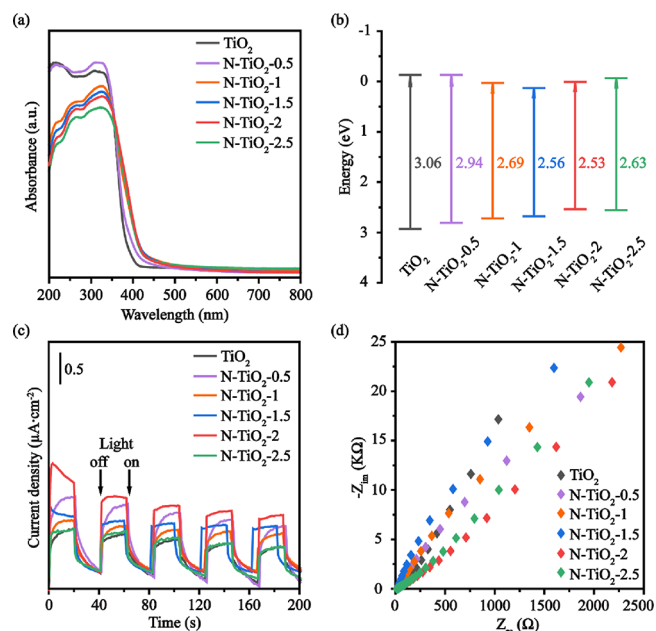 (a)
TiO2
N-TiO2-0.5
N-TiO2-1
N-TiO2-1.5
N-TiO2-2
N-TiO2-2.5
Absorbance (a.u.)
200 300 400 500 600 700 800
Wavelength (nm)
(b)
-1
0
1
2
3
4
Energy (eV)
3.06 2.94 2.69 2.56 2.53 2.63
TiO2
N-TiO2-0.5
N-TiO2-1
N-TiO2-1.5
N-TiO2-2
N-TiO2-2.5
(c)
0.5
TiO2
N-TiO2-0.5
N-TiO2-1
N-TiO2-1.5
N-TiO2-2
N-TiO2-2.5
Light
off on
Current density (μA·cm-2)
0 40 80 120 160 200
Time (s)
(d)
25
20
15
10
5
0
-Zim (KΩ)
TiO2
N-TiO2-0.5
N-TiO2-1
N-TiO2-1.5
N-TiO2-2
N-TiO2-2.5
0 500 1000 1500 2000 2500
Z (Ω)